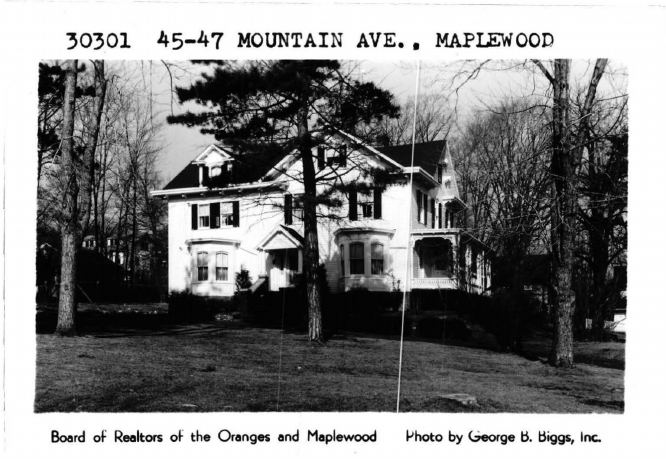 30301 45-47 MOUNTAIN AVE., MAPLEWOOD
Board of Realtors of the Oranges and Maplewood Photo by George B. Biggs, Inc.